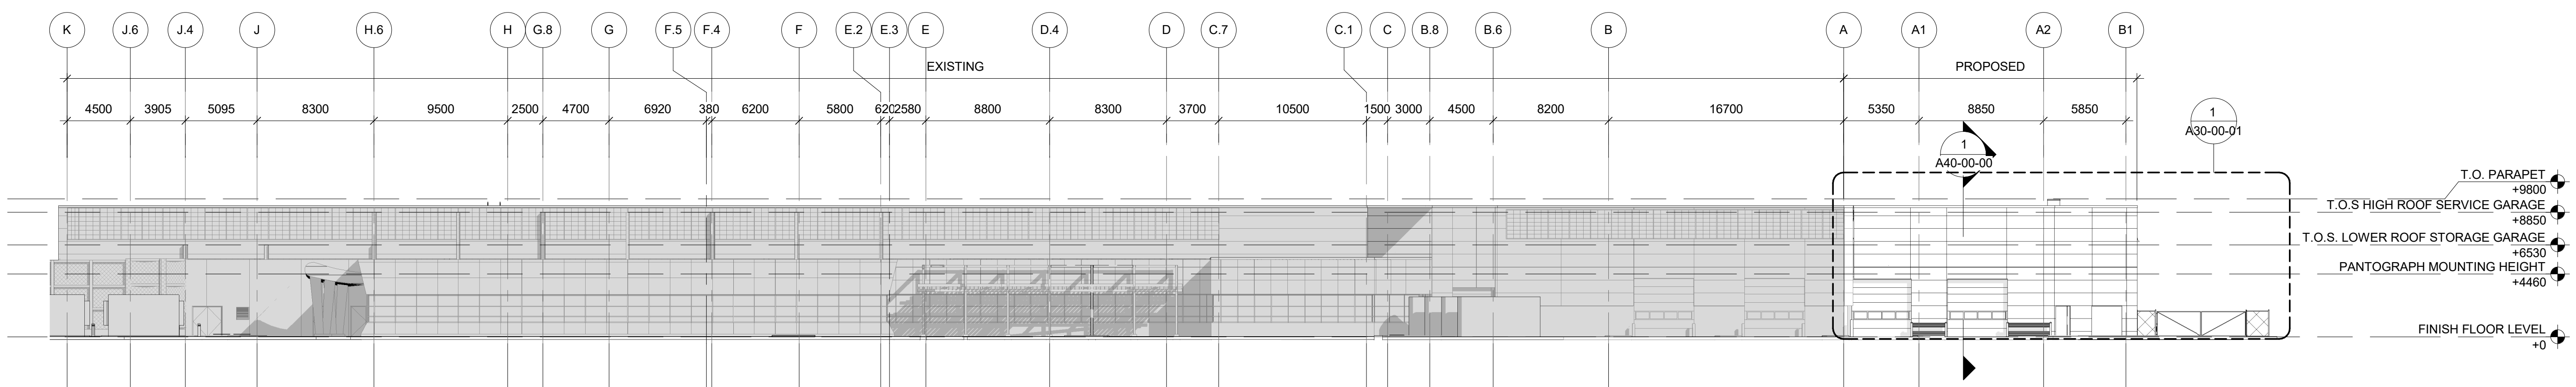 K J.6 J.4 J H.6 H G.8 G F.5 F.4 F E.2 E.3 E D.4 D C.7 C.1 C B.8 B.6 B A A1 A2 B1
EXISTING PROPOSED
4500 3905 5095 8300 9500 2500 4700 6920 380 6200 5800 620 2580 8800 8300 3700 10500 1500 3000 4500 8200 16700 5350 8850 5850
1
A30-00-01
1
A40-00-00
T.O. PARAPET
+9800
T.O.S HIGH ROOF SERVICE GARAGE
+8850
T.O.S. LOWER ROOF STORAGE GARAGE
+6530
PANTOGRAPH MOUNTING HEIGHT
+4460
FINISH FLOOR LEVEL
+0